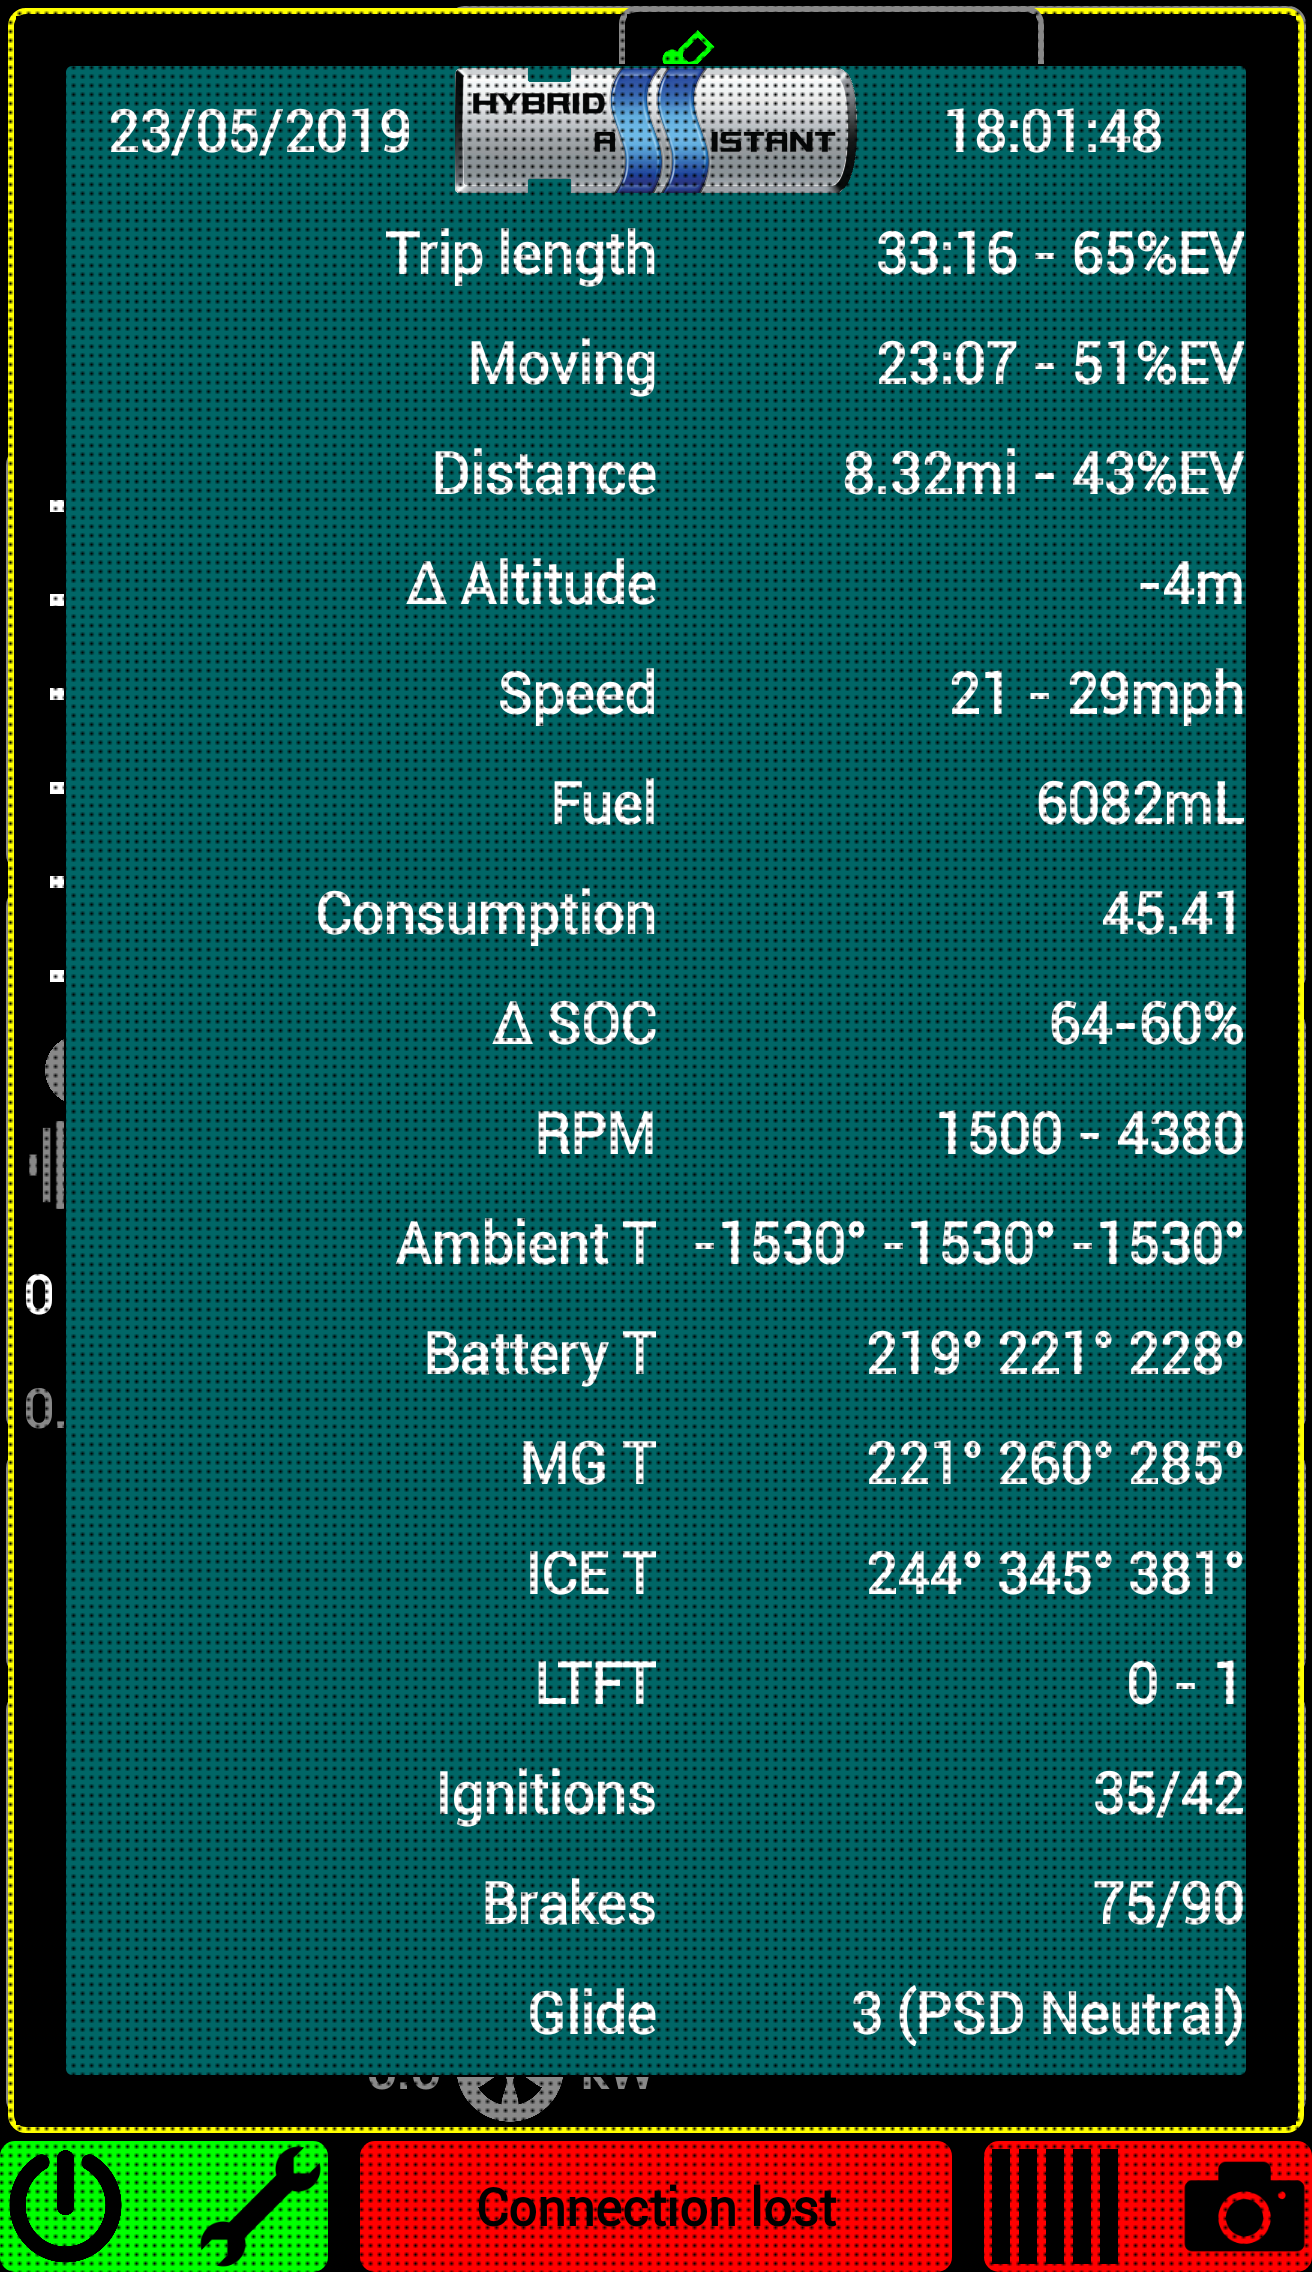 23/05/2019 HYBRID A ISTANT 18:01:48
Trip length 33:16 - 65%EV
Moving 23:07 - 51%EV
Distance 8.32mi - 43%EV
Δ Altitude -4m
Speed 21 - 29mph
Fuel 6082mL
Consumption 45.41
Δ SOC 64-60%
RPM 1500 - 4380
Ambient T -1530° -1530° -1530°
0
Battery T 219° 221° 228°
0.
MG T 221° 260° 285°
ICE T 244° 345° 381°
LTFT 0 - 1
Ignitions 35/42
Brakes 75/90
Glide 3 (PSD Neutral)
kW
Connection lost